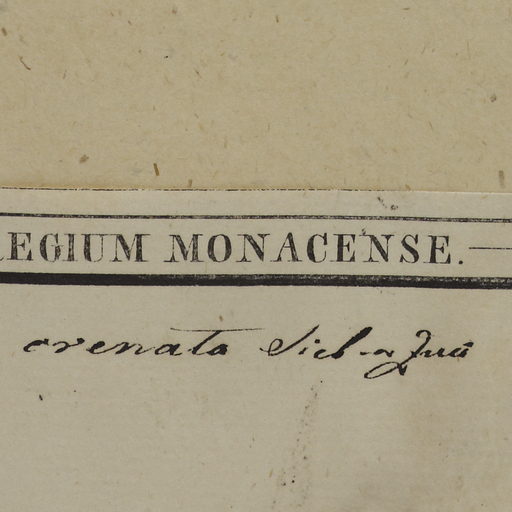 EGIUM MONACENSE.
crenata Sieb. & Zucc